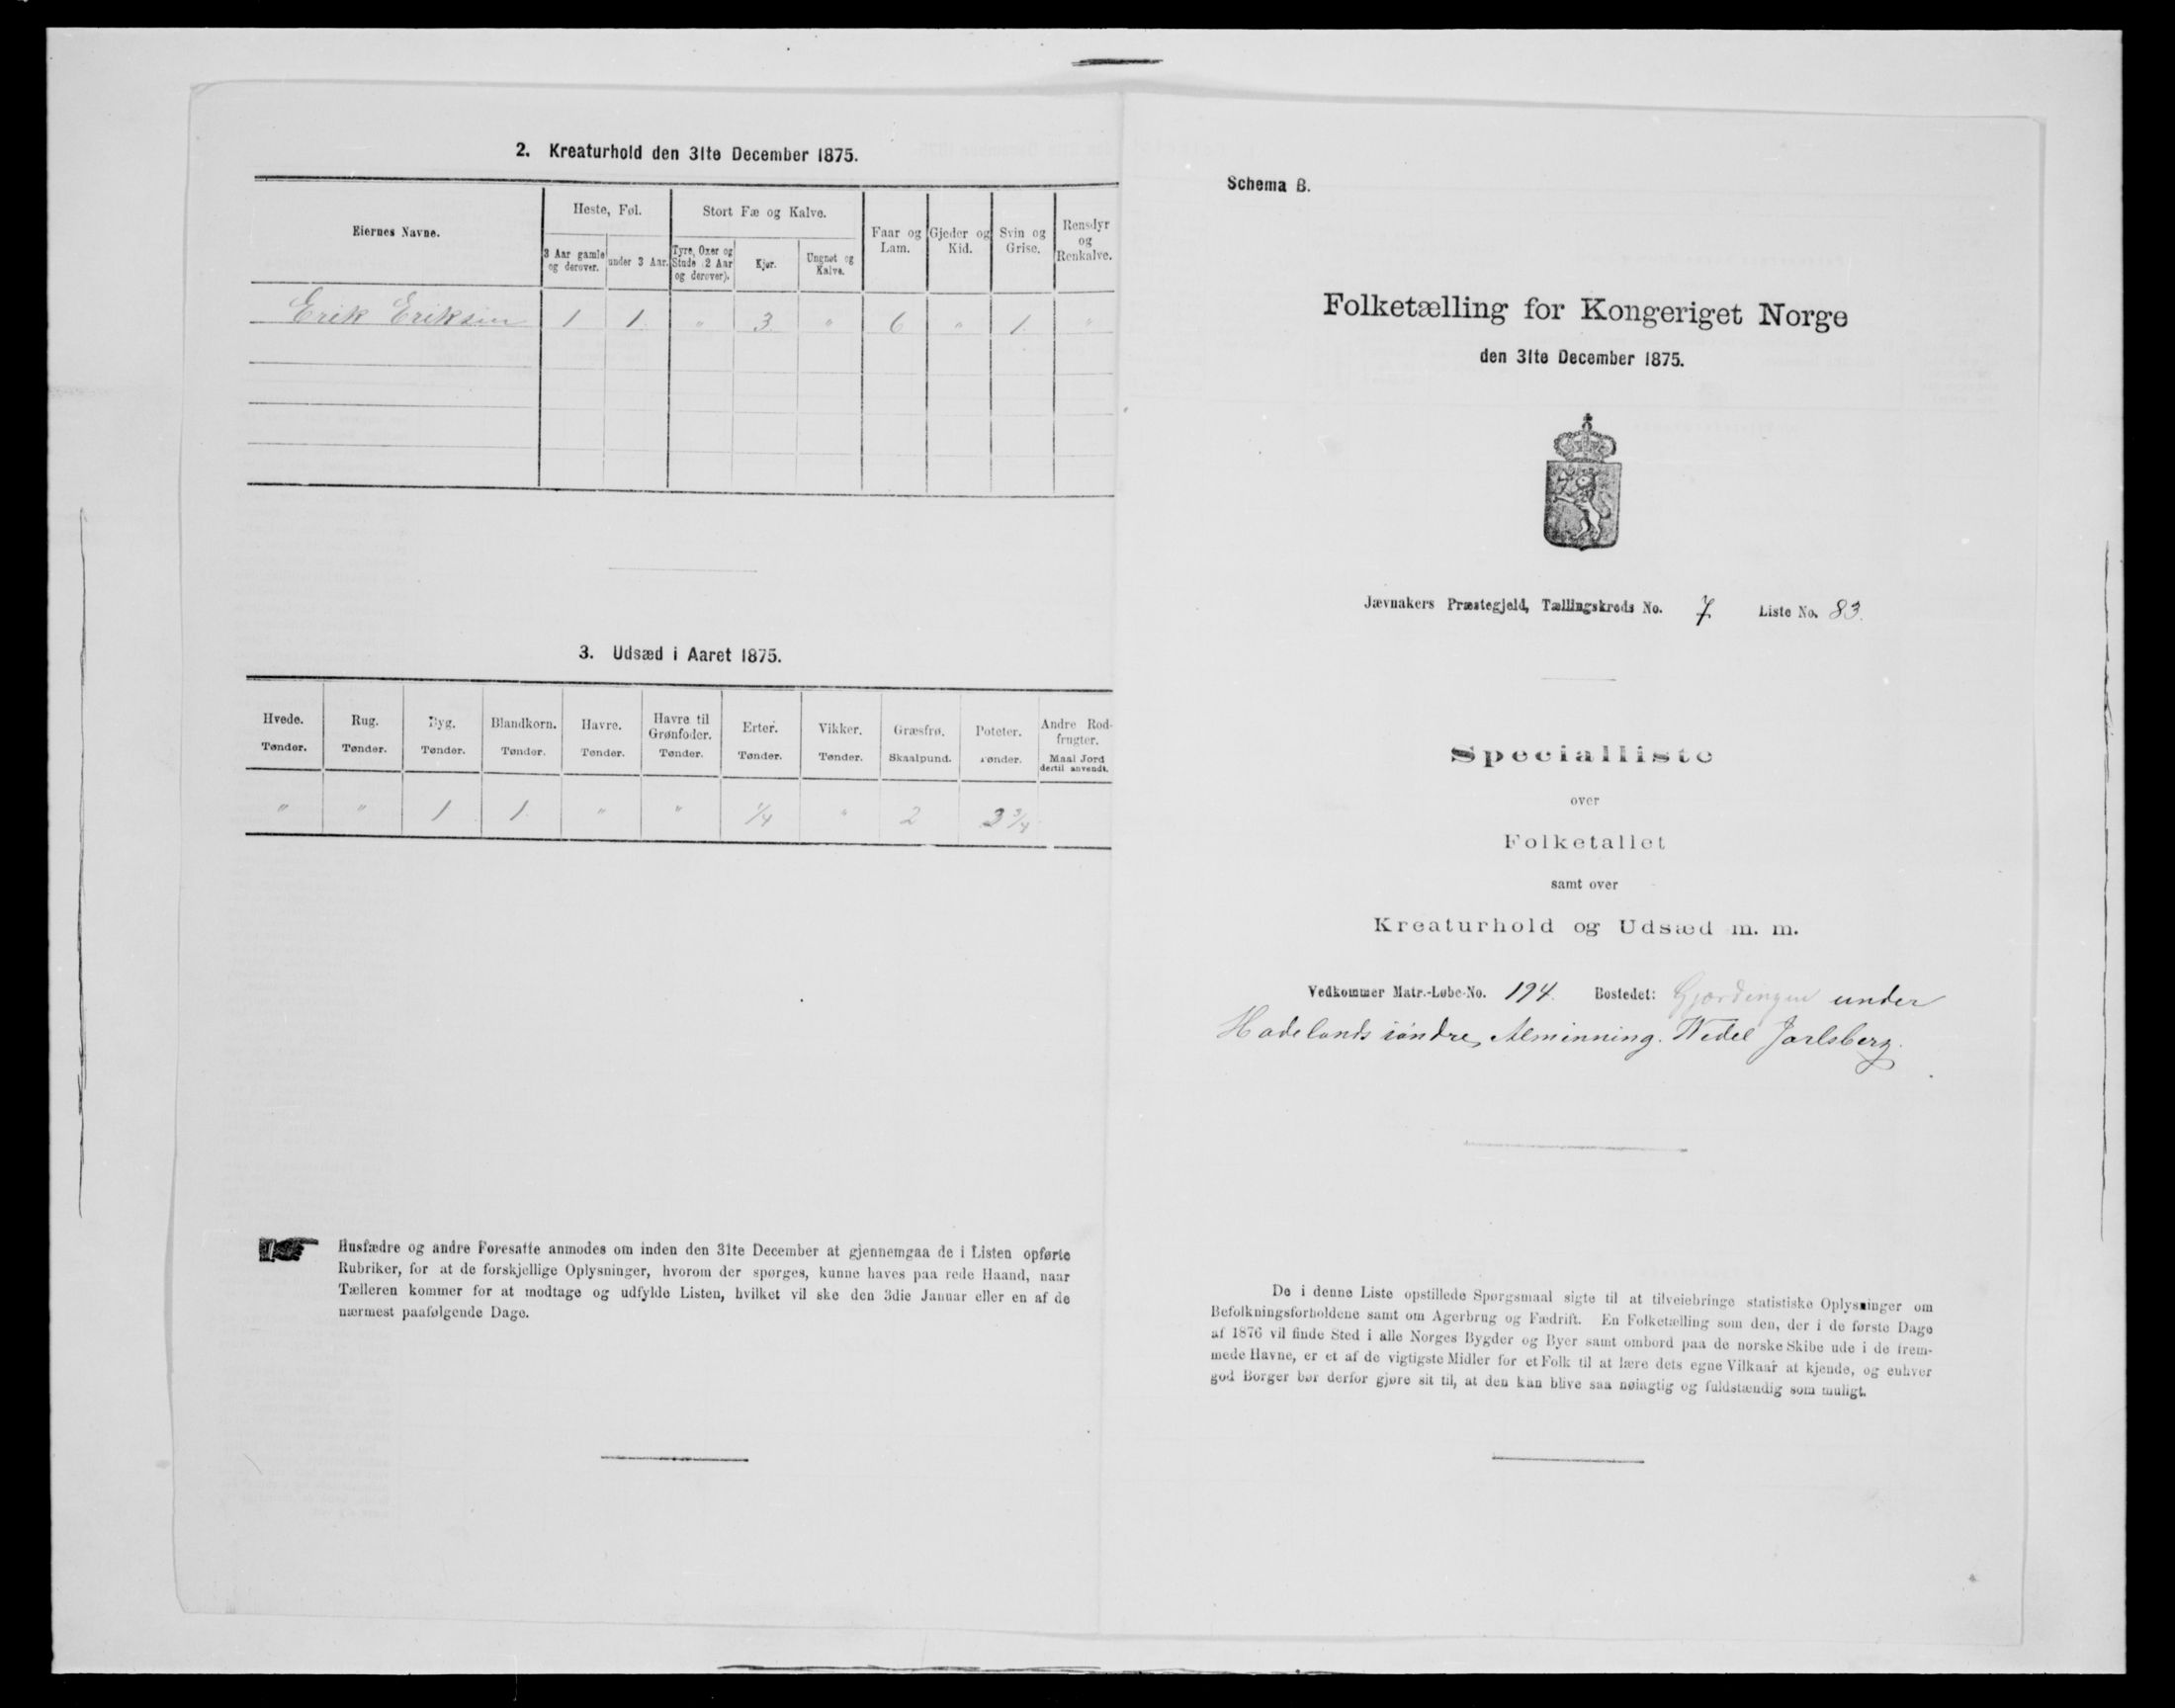 2. Kreaturhold den 31te December 1875.
Eiernes Navne.
Heste, Føl.
Stort Fæ og Kalve.
Faar og Lam.
Gjeder og Kid.
Svin og Grise.
Rensdyr og Renkalve.
3 Aar gamle og derover.
under 3 Aar.
Tyre, Oxer og Stude (2 Aar og derover).
Kjør.
Ungnøt og Kalve.
Erik Eriksen 1 1 " 3 " 6 " 1 "
3. Udsæd i Aaret 1875.
Hvede. Rug. Byg. Blandkorn. Havre. Havre til Grønfoder. Erter. Vikker. Græsfrø. Poteter. Andre Rodfrugter.
Tønder. Tønder. Tønder. Tønder. Tønder. Tønder. Tønder. Tønder. Skaalpund. Tønder. Maal Jord dertil anvendt.
" " 1 1 " " 1/4 " 2 3 3/4
Husfædre og andre Foresatte anmodes om inden den 31te December at gjennemgaa de i Listen opførte
Rubriker, for at de forskjellige Oplysninger, hvorom der spørges, kunne haves paa rede Haand, naar
Tælleren kommer for at modtage og udfylde Listen, hvilket vil ske den 3die Januar eller en af de
nærmest paafølgende Dage.
Schema B.
Folketælling for Kongeriget Norge
den 31te December 1875.
Jævnakers Præstegjeld, Tællingskreds No. 7 Liste No. 83.
Specialliste
over
Folketallet
samt over
Kreaturhold og Udsæd m. m.
Vedkommer Matr.-Løbe-No. 194. Bostedet: Gjordengen under
Hadelands søndre Alminning. Wedel Jarlsberg.
De i denne Liste opstillede Spørgsmaal sigte til at tilveiebringe statistiske Oplysninger om
Befolkningsforholdene samt om Agerbrug og Fædrift. En Folketælling som den, der i de første Dage
af 1876 vil finde Sted i alle Norges Bygder og Byer samt ombord paa de norske Skibe ude i de frem-
mede Havne, er et af de vigtigste Midler for et Folk til at lære dets egne Vilkaar at kjende, og enhver
god Borger bør derfor gjøre sit til, at den kan blive saa nøiagtig og fuldstændig som muligt.